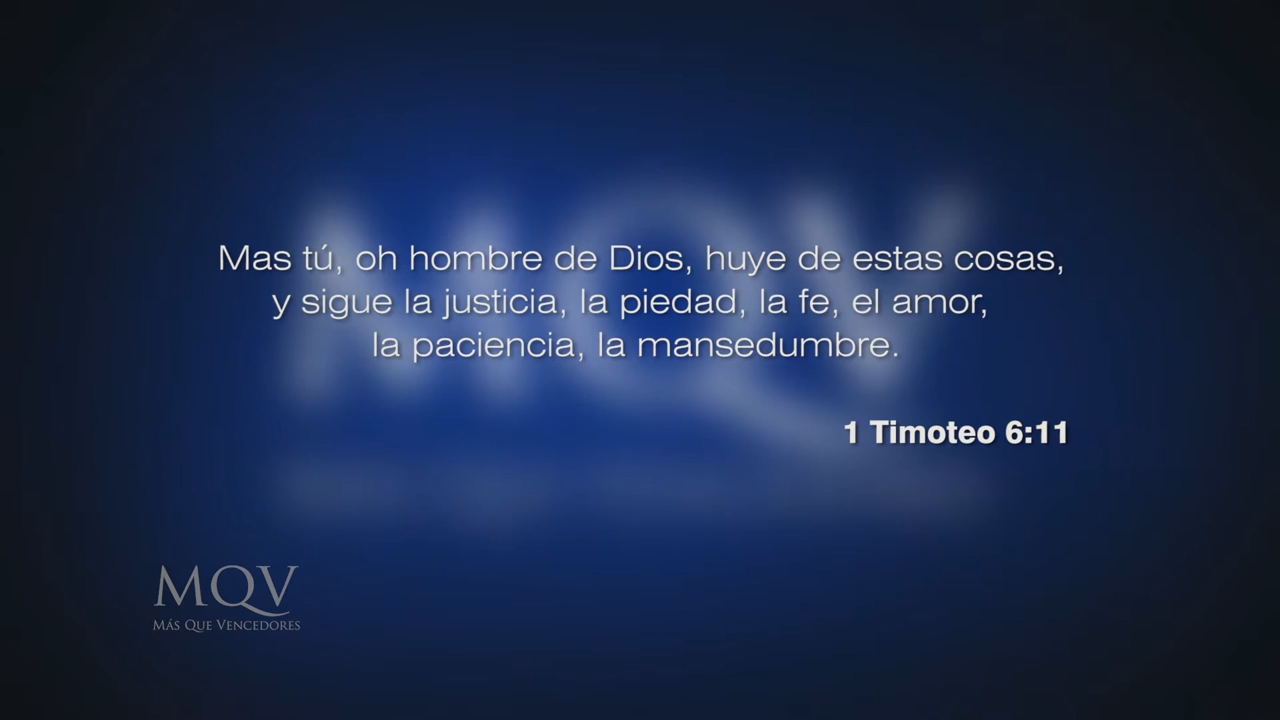 Mas tú, oh hombre de Dios, huye de estas cosas,
y sigue la justicia, la piedad, la fe, el amor,
la paciencia, la mansedumbre.
1 Timoteo 6:11
MQV
MÁS QUE VENCEDORES